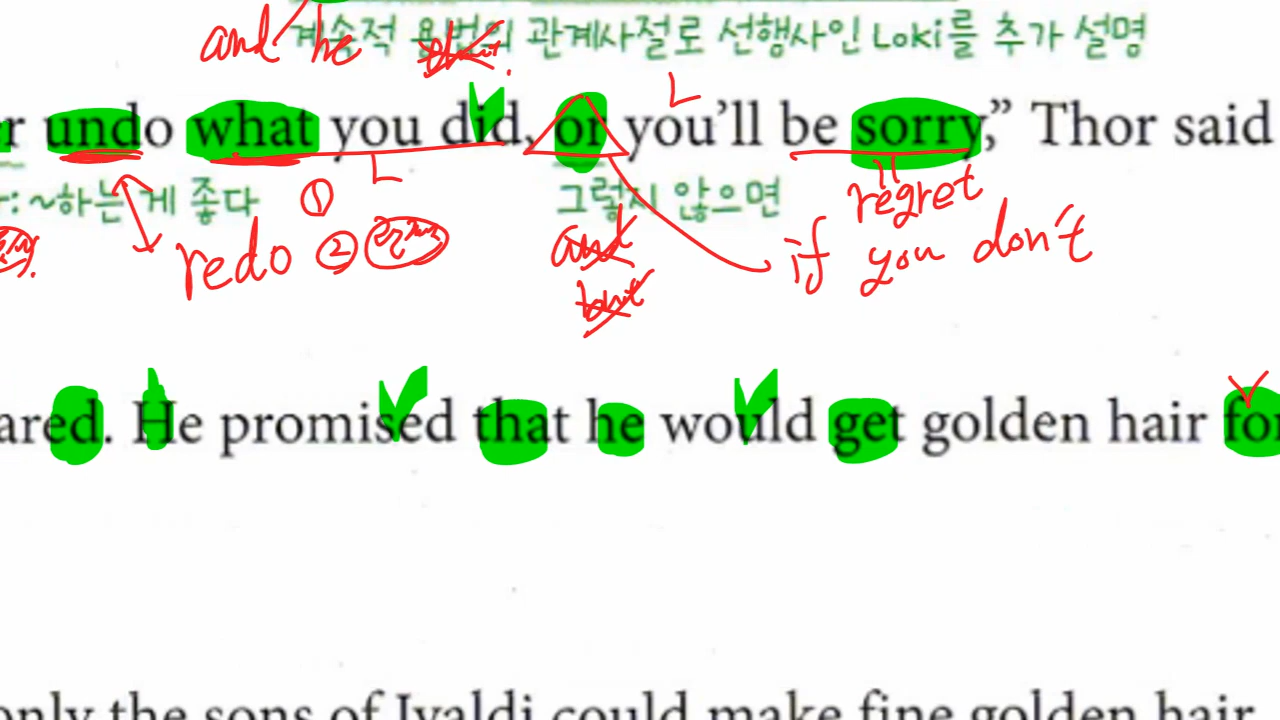 계속적 용법의 관계사절로 선행사인 Loki를 추가 설명
and he
r undo what you did, or you'll be sorry,” Thor said
r: ~하는 게 좋다 ① 그렇지 않으면 regret
redo ② and if you don't
but
ared. He promised that he would get golden hair for
only the sons of Ivaldi could make fine golden hair